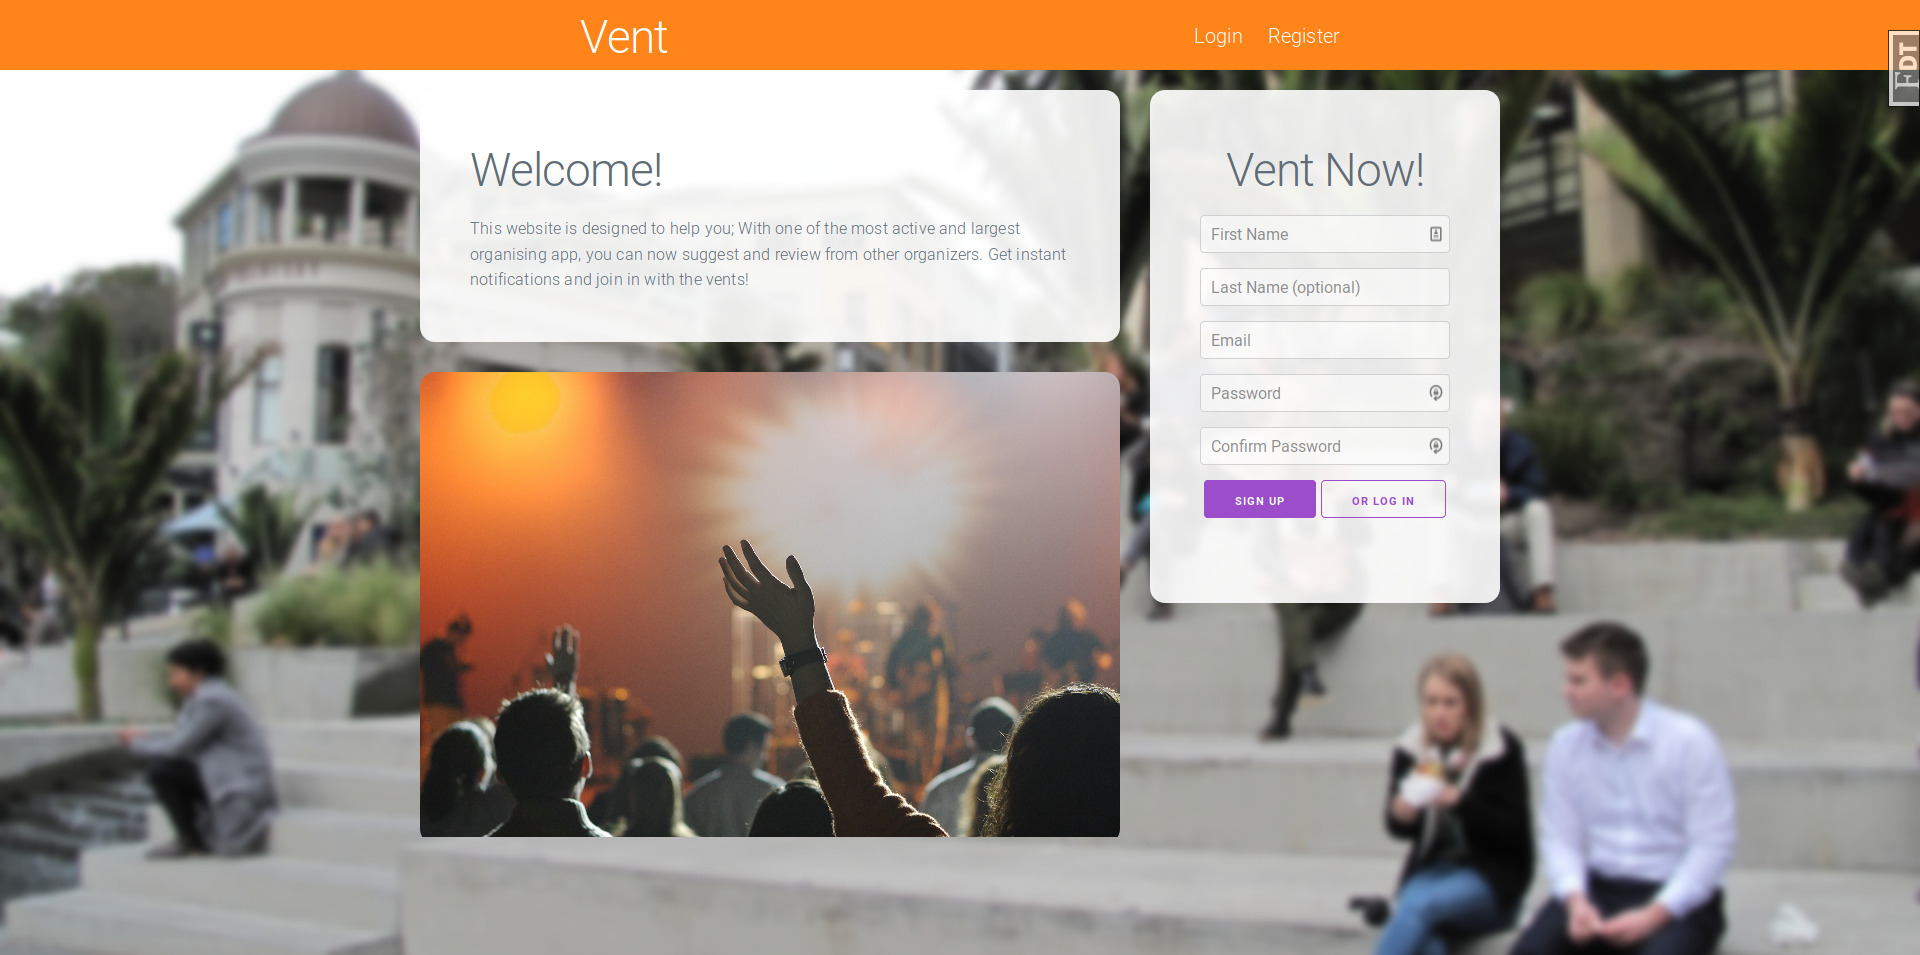 Vent
Login Register
EDT
Welcome!
This website is designed to help you; With one of the most active and largest
organising app, you can now suggest and review from other organizers. Get instant
notifications and join in with the vents!
Vent Now!
First Name
Last Name (optional)
Email
Password
Confirm Password
SIGN UP OR LOG IN